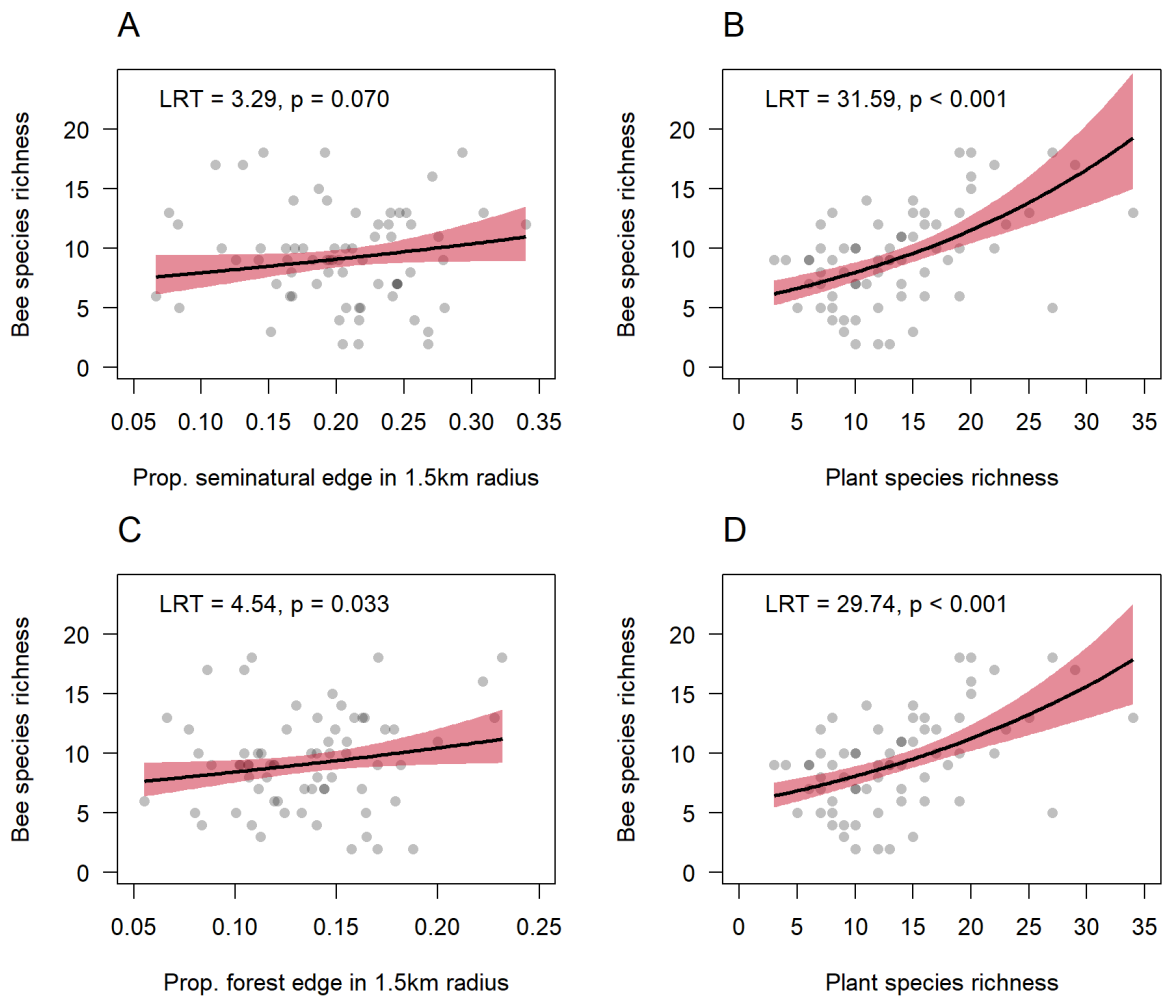 A
LRT = 3.29, p = 0.070
Bee species richness
20
15
10
5
0
0.05 0.10 0.15 0.20 0.25 0.30 0.35
Prop. seminatural edge in 1.5km radius
B
LRT = 31.59, p < 0.001
Bee species richness
20
15
10
5
0
0 5 10 15 20 25 30 35
Plant species richness
C
LRT = 4.54, p = 0.033
Bee species richness
20
15
10
5
0
0.05 0.10 0.15 0.20 0.25
Prop. forest edge in 1.5km radius
D
LRT = 29.74, p < 0.001
Bee species richness
20
15
10
5
0
0 5 10 15 20 25 30 35
Plant species richness